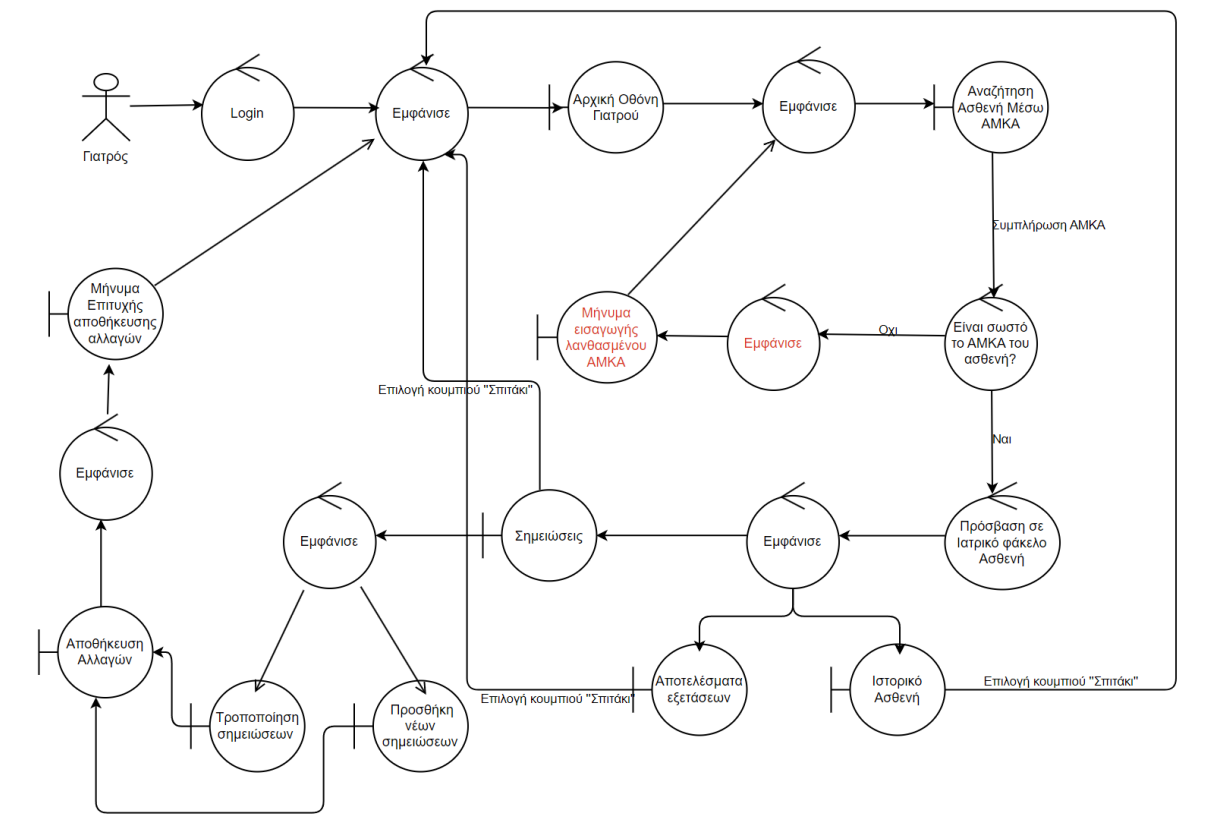 Γιατρός
Login
Εμφάνισε
Αρχική Οθόνη
Γιατρού
Εμφάνισε
Αναζήτηση
Ασθενή Μέσω
ΑΜΚΑ
Συμπλήρωση ΑΜΚΑ
Μήνυμα
Επιτυχής
αποθήκευσης
αλλαγών
Μήνυμα
εισαγωγής
λανθασμένου
ΑΜΚΑ
Εμφάνισε
Οχι
Είναι σωστό
το ΑΜΚΑ του
ασθενή?
Επιλογή κουμπιού "Σπιτάκι"
Ναι
Εμφάνισε
Εμφάνισε
Σημειώσεις
Εμφάνισε
Πρόσβαση σε
Ιατρικό φάκελο
Ασθενή
Αποθήκευση
Αλλαγών
Τροποποίηση
σημειώσεων
Προσθήκη
νέων
σημειώσεων
Επιλογή κουμπιού "Σπιτάκι"
Αποτελέσματα
εξετάσεων
Ιστορικό
Ασθενή
Επιλογή κουμπιού "Σπιτάκι"